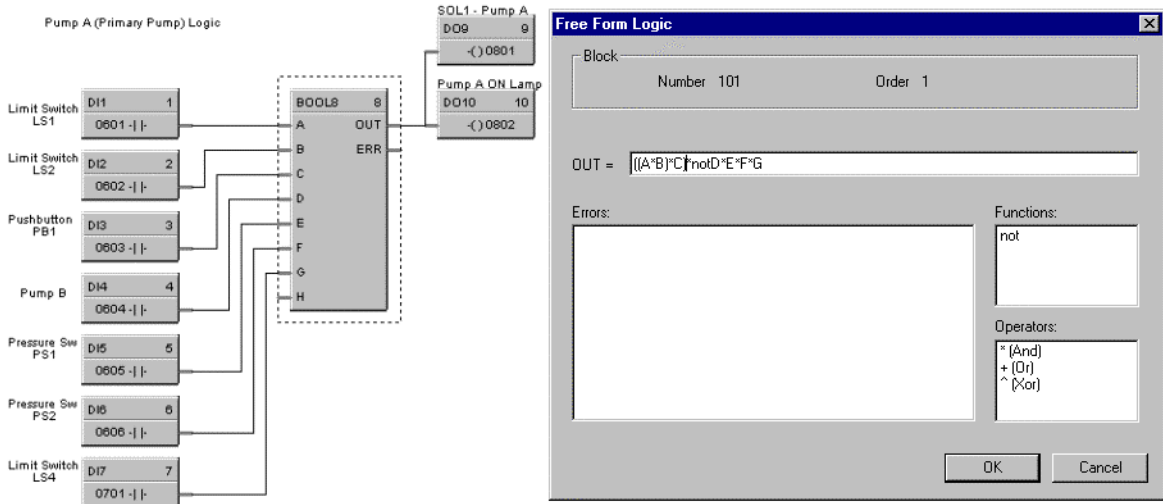 Pump A (Primary Pump) Logic
SOL1 - Pump A
DO9 9
-( ) 0801
Pump A ON Lamp
DO10 10
-( ) 0802
Limit Switch
LS1
DI1 1
0601 -| |-
Limit Switch
LS2
DI2 2
0602 -| |-
Pushbutton
PB1
DI3 3
0603 -| |-
Pump B
DI4 4
0604 -| |-
Pressure Sw
PS1
DI5 5
0605 -| |-
Pressure Sw
PS2
DI6 6
0606 -| |-
Limit Switch
LS4
DI7 7
0701 -| |-
BOOL8 8
A OUT
B ERR
C
D
E
F
G
H
Free Form Logic
Block
Number 101 Order 1
OUT = ((A*B)*C)*notD*E*F*G
Errors:
Functions:
not
Operators:
* (And)
+ (Or)
^ (Xor)
OK Cancel